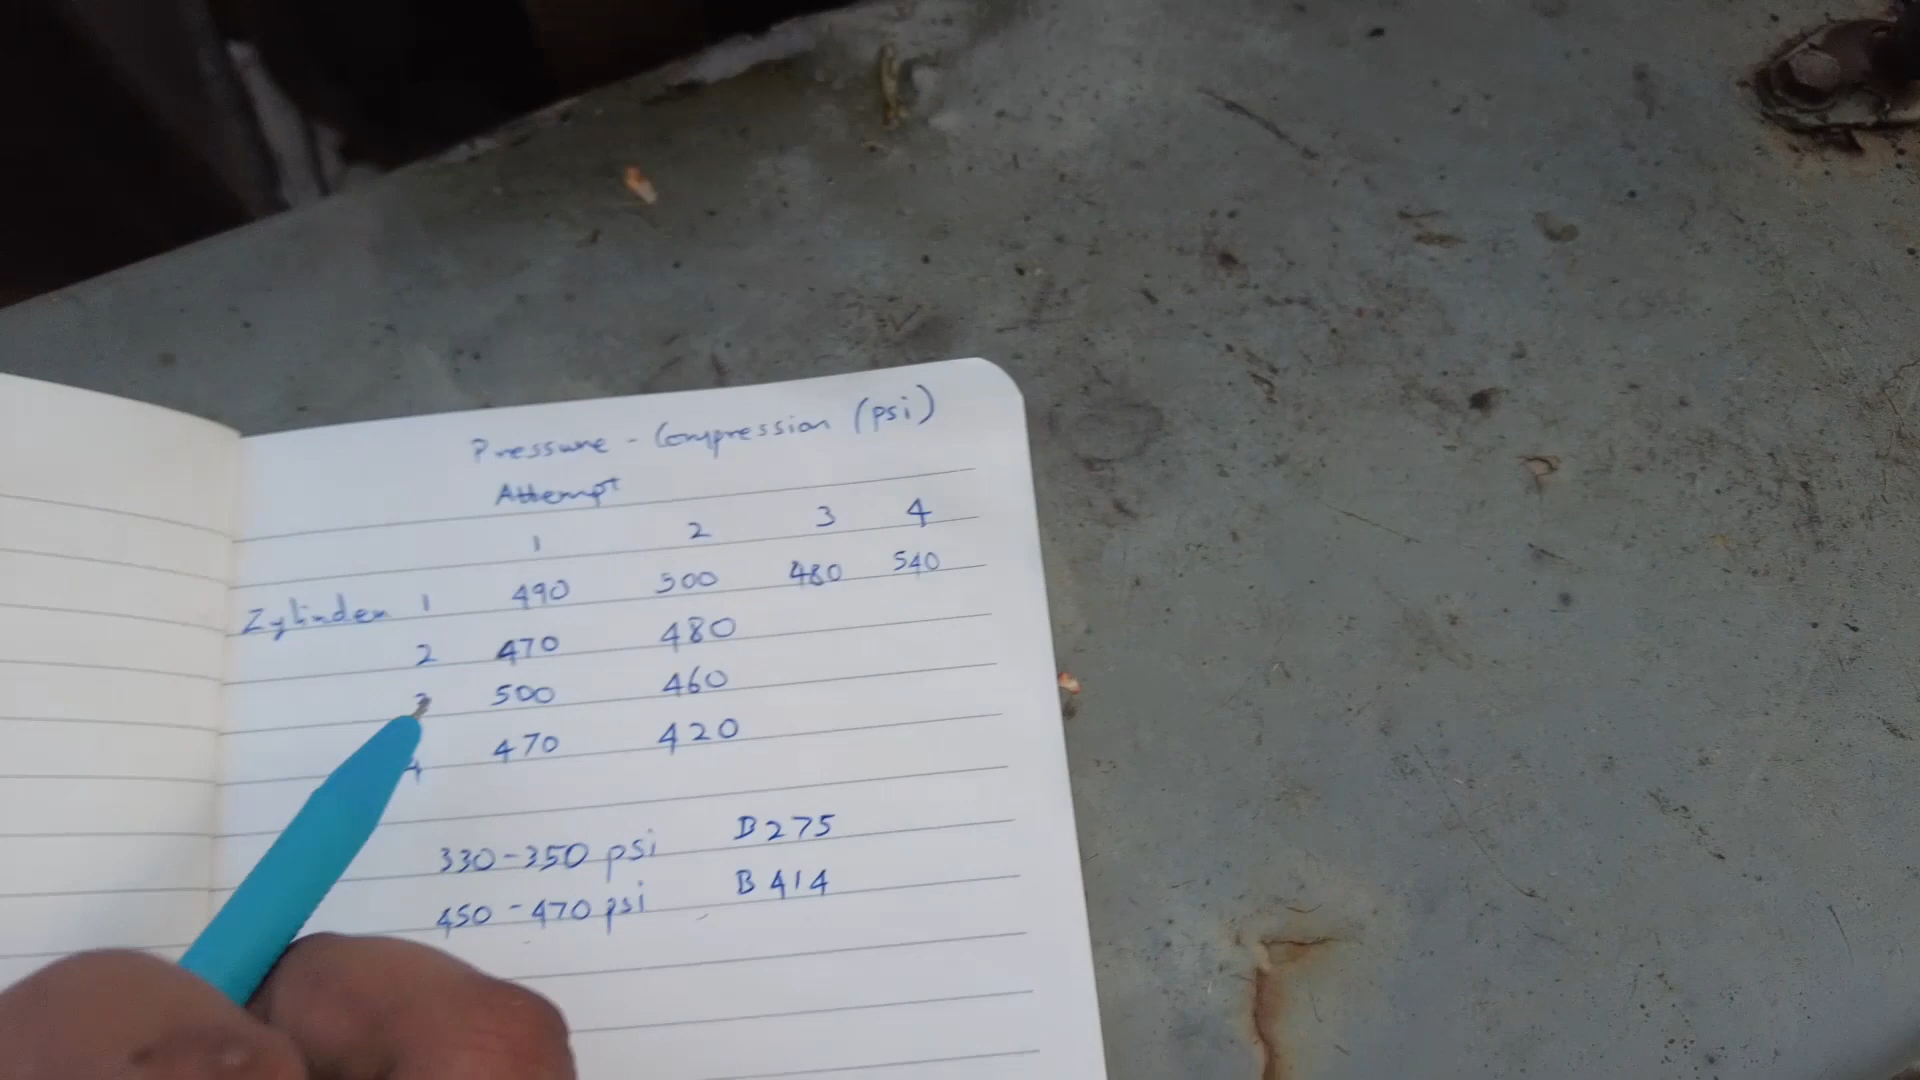 Pressure - Compression (psi)
Attempt
1 2 3 4
Zylinder 1 490 500 480 540
2 470 480
3 500 460
4 470 420
330-350 psi B275
450-470 psi B414